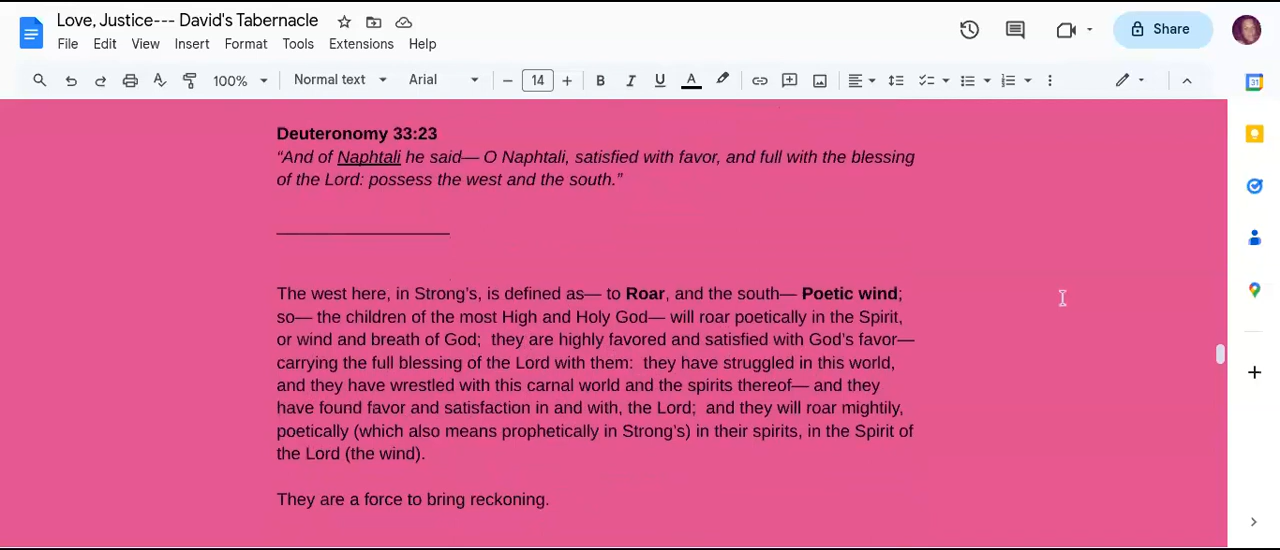 Love, Justice--- David's Tabernacle
File Edit View Insert Format Tools Extensions Help
Share
100% Normal text Arial – 14 + B I U A
31
Deuteronomy 33:23
“And of Naphtali he said— O Naphtali, satisfied with favor, and full with the blessing
of the Lord: possess the west and the south.”
The west here, in Strong’s, is defined as— to Roar, and the south— Poetic wind;
so— the children of the most High and Holy God— will roar poetically in the Spirit,
or wind and breath of God;  they are highly favored and satisfied with God’s favor—
carrying the full blessing of the Lord with them:  they have struggled in this world,
and they have wrestled with this carnal world and the spirits thereof— and they
have found favor and satisfaction in and with, the Lord;  and they will roar mightily,
poetically (which also means prophetically in Strong’s) in their spirits, in the Spirit of
the Lord (the wind).
They are a force to bring reckoning.